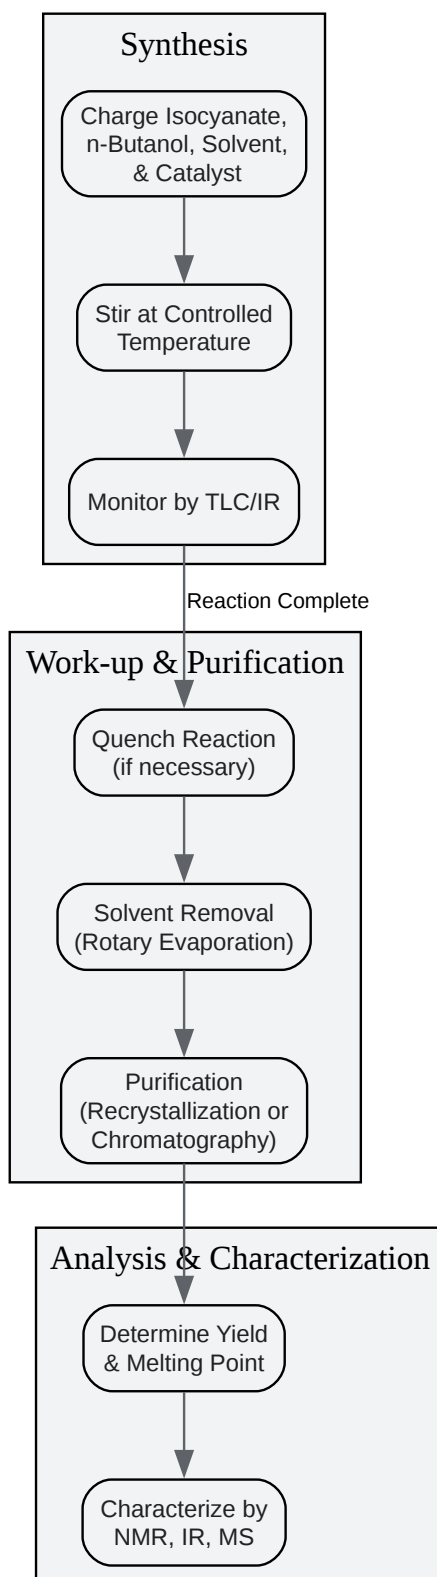 Synthesis
Charge Isocyanate,
n-Butanol, Solvent,
& Catalyst
Stir at Controlled
Temperature
Monitor by TLC/IR
Reaction Complete
Work-up & Purification
Quench Reaction
(if necessary)
Solvent Removal
(Rotary Evaporation)
Purification
(Recrystallization or
Chromatography)
Analysis & Characterization
Determine Yield
& Melting Point
Characterize by
NMR, IR, MS